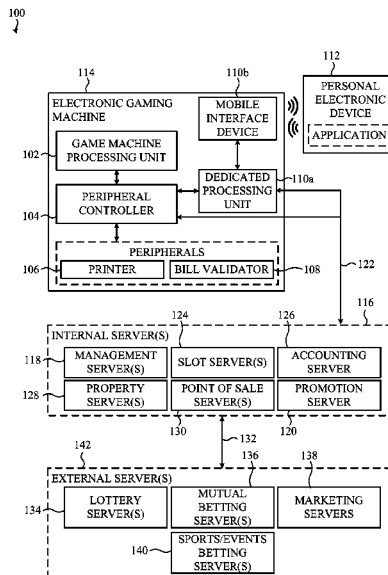 100
114
ELECTRONIC GAMING
MACHINE
110b
MOBILE
INTERFACE
DEVICE
112
PERSONAL
ELECTRONIC
DEVICE
APPLICATION
102
GAME MACHINE
PROCESSING UNIT
110a
DEDICATED
PROCESSING
UNIT
104
PERIPHERAL
CONTROLLER
PERIPHERALS
106
PRINTER
BILL VALIDATOR
108
122
116
124
126
INTERNAL SERVER(S)
118
MANAGEMENT
SERVER(S)
SLOT SERVER(S)
ACCOUNTING
SERVER
128
PROPERTY
SERVER(S)
POINT OF SALE
SERVER(S)
PROMOTION
SERVER
130
120
132
142
136
138
EXTERNAL SERVER(S)
134
LOTTERY
SERVER(S)
MUTUAL
BETTING
SERVER(S)
MARKETING
SERVERS
140
SPORTS/EVENTS
BETTING
SERVER(S)